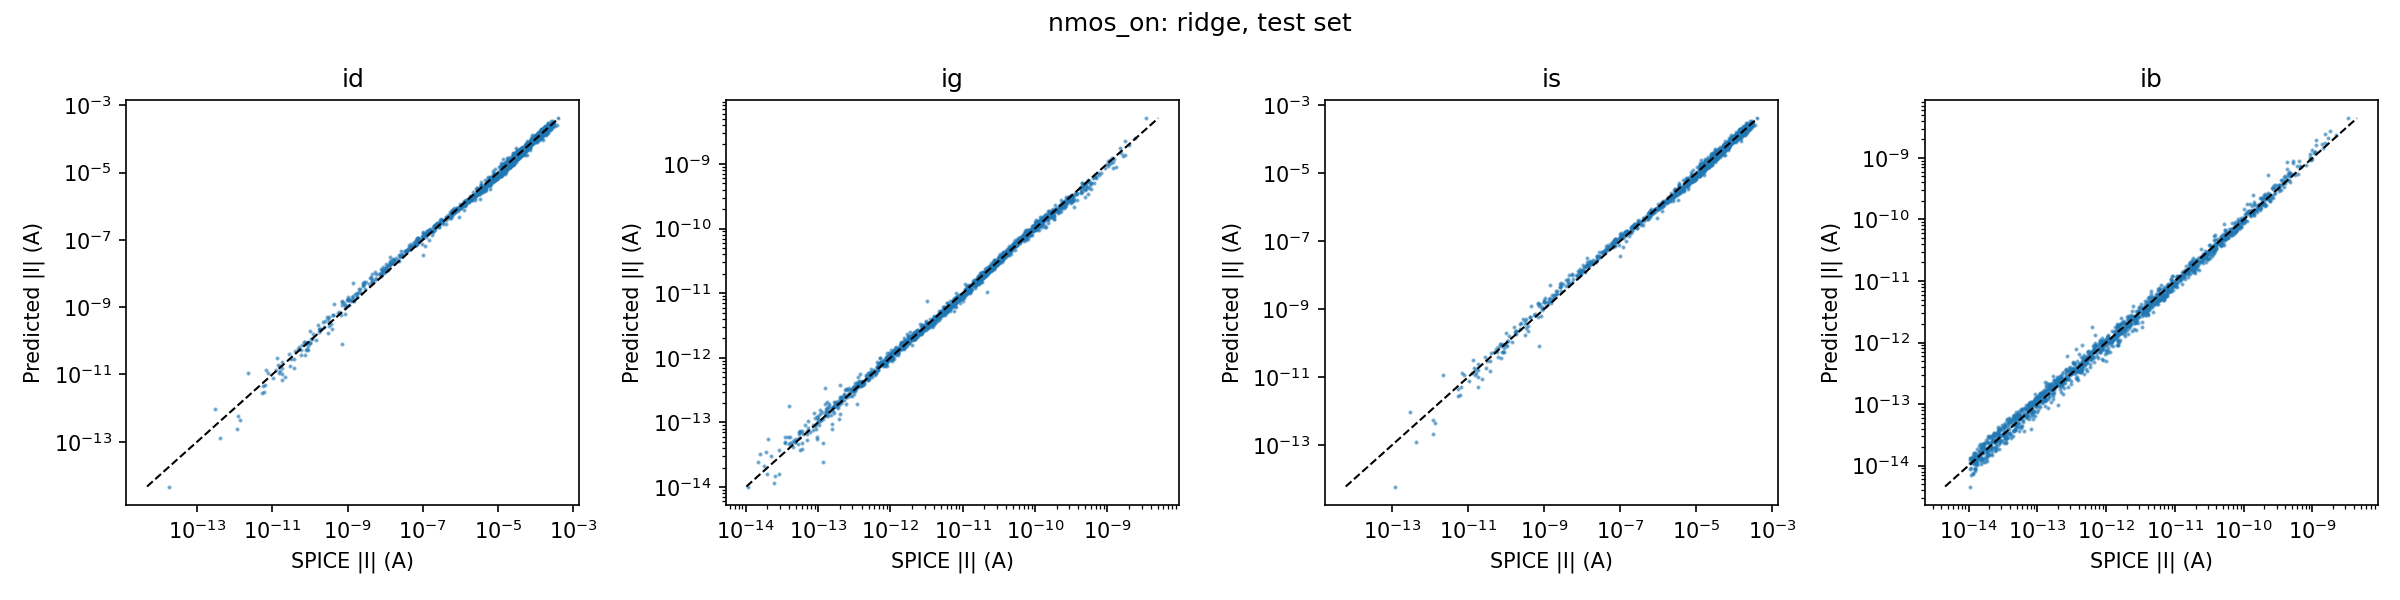 nmos_on: ridge, test set
id
ig
is
ib
10⁻³
10⁻⁵
10⁻⁷
10⁻⁹
10⁻¹¹
10⁻¹³
Predicted |I| (A)
10⁻¹³ 10⁻¹¹ 10⁻⁹ 10⁻⁷ 10⁻⁵ 10⁻³
SPICE |I| (A)
10⁻⁹
10⁻¹⁰
10⁻¹¹
10⁻¹²
10⁻¹³
10⁻¹⁴
Predicted |I| (A)
10⁻¹⁴ 10⁻¹³ 10⁻¹² 10⁻¹¹ 10⁻¹⁰ 10⁻⁹
SPICE |I| (A)
10⁻³
10⁻⁵
10⁻⁷
10⁻⁹
10⁻¹¹
10⁻¹³
Predicted |I| (A)
10⁻¹³ 10⁻¹¹ 10⁻⁹ 10⁻⁷ 10⁻⁵ 10⁻³
SPICE |I| (A)
10⁻⁹
10⁻¹⁰
10⁻¹¹
10⁻¹²
10⁻¹³
10⁻¹⁴
Predicted |I| (A)
10⁻¹⁴ 10⁻¹³ 10⁻¹² 10⁻¹¹ 10⁻¹⁰ 10⁻⁹
SPICE |I| (A)